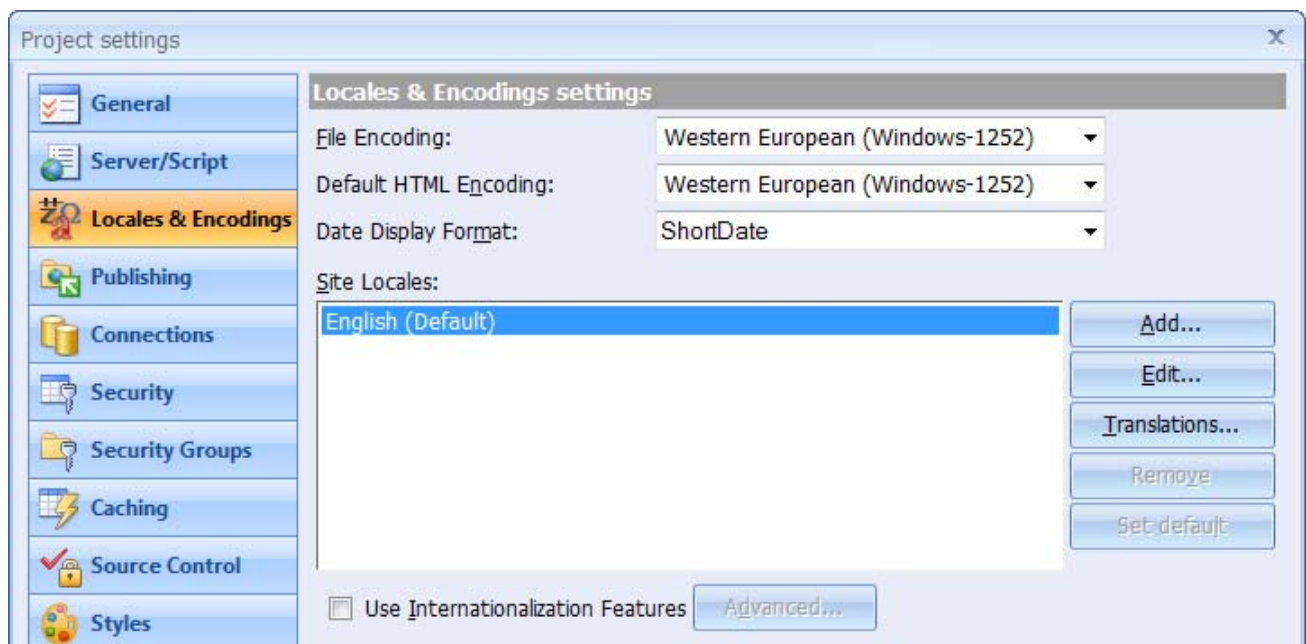 Project settings
x
General
Server/Script
Locales & Encodings
Publishing
Connections
Security
Security Groups
Caching
Source Control
Styles
Locales & Encodings settings
File Encoding: Western European (Windows-1252)
Default HTML Encoding: Western European (Windows-1252)
Date Display Format: ShortDate
Site Locales:
English (Default)
Add...
Edit...
Translations...
Remove
Set default
Use Internationalization Features Advanced...